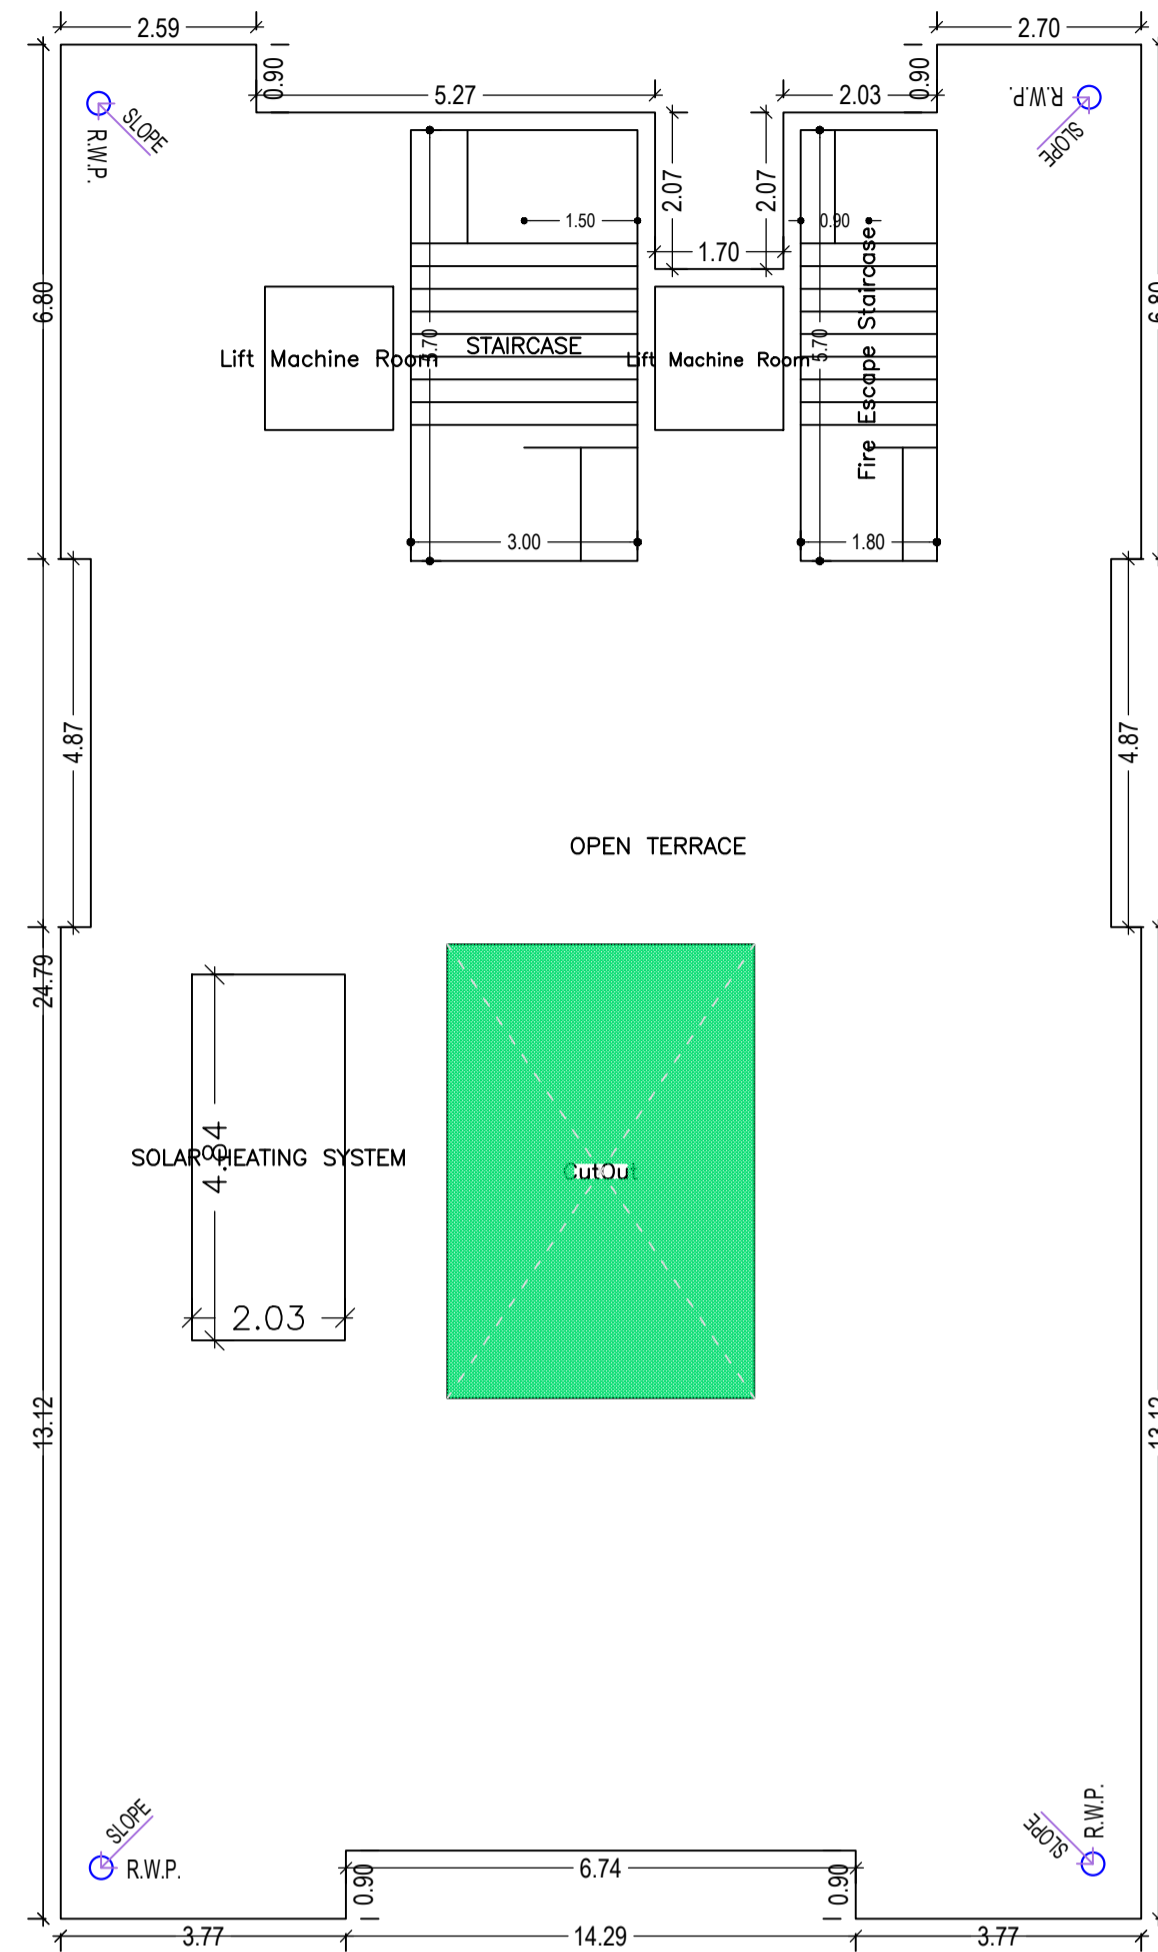 2.59
2.70
0.90
5.27
2.03
0.90
SLOPE
R.W.P.
R.W.P.
SLOPE
2.07
2.07
1.50
0.90
1.70
6.80
6.80
Lift Machine Room
5.70
STAIRCASE
Lift Machine Room
5.70
Fire Escape Staircase
3.00
1.80
4.87
4.87
OPEN TERRACE
24.79
SOLAR HEATING SYSTEM
4.84
CutOut
2.03
13.12
13.12
SLOPE
R.W.P.
SLOPE
R.W.P.
0.90
6.74
0.90
3.77
14.29
3.77